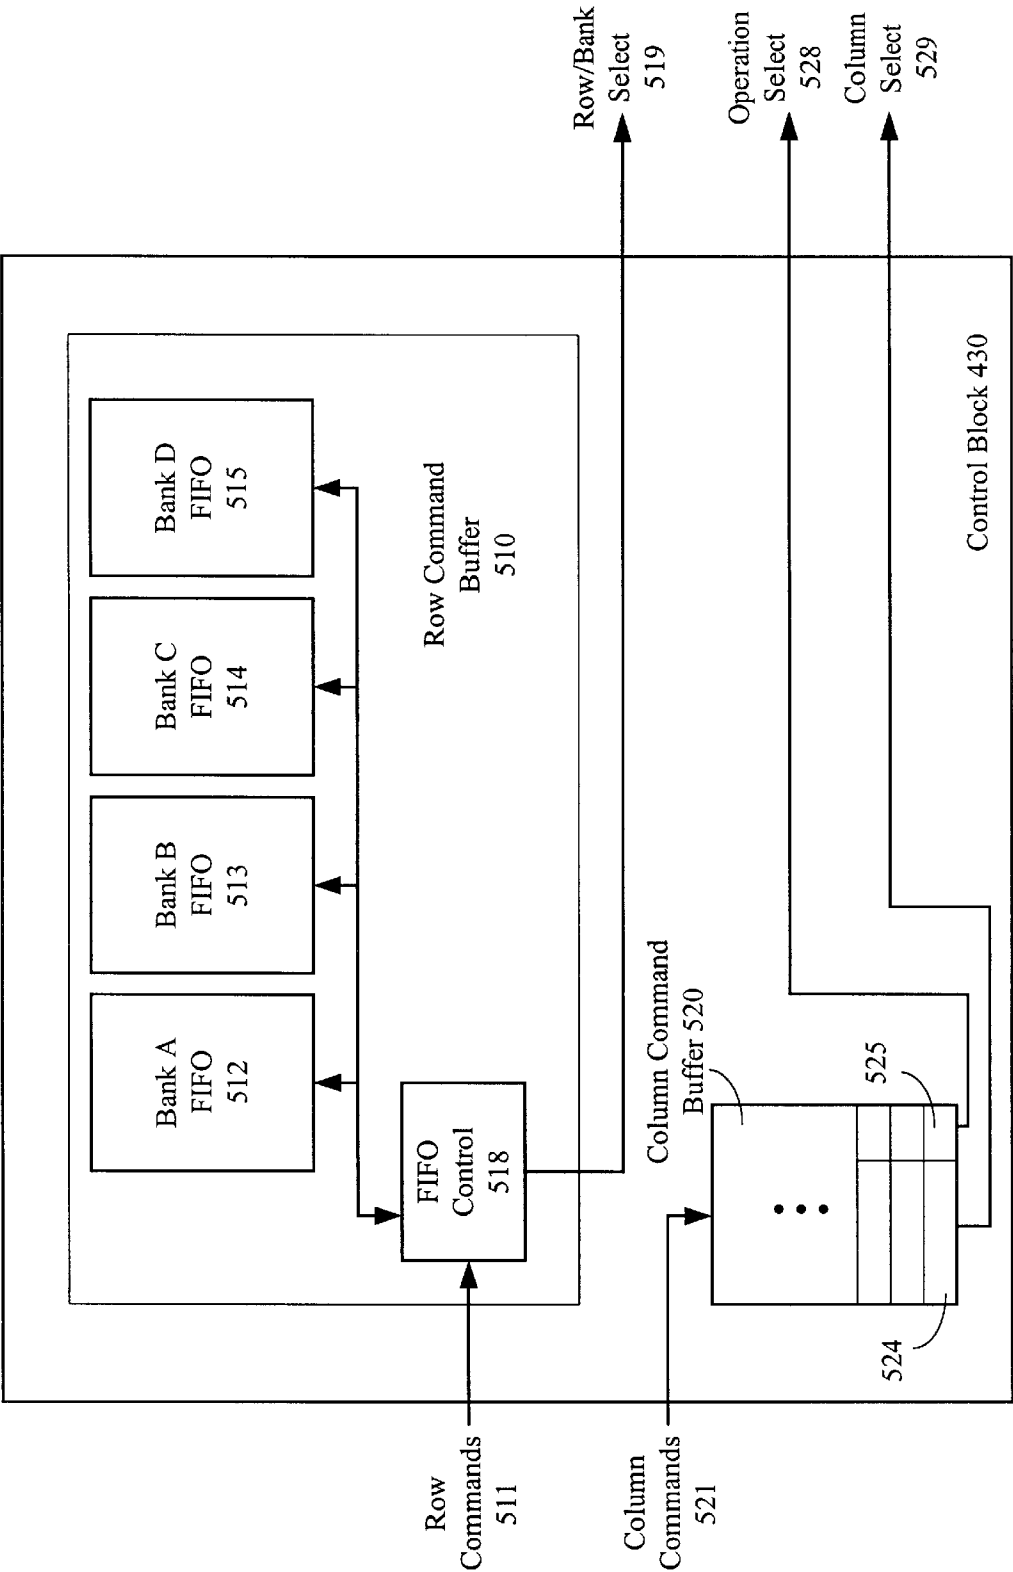 Bank A
FIFO
512
Bank B
FIFO
513
Bank C
FIFO
514
Bank D
FIFO
515
Row
Commands
511
FIFO
Control
518
Row Command
Buffer
510
Row/Bank
Select
519
Column
Commands
521
Column Command
Buffer 520
524
525
Operation
Select
528
Column
Select
529
Control Block 430